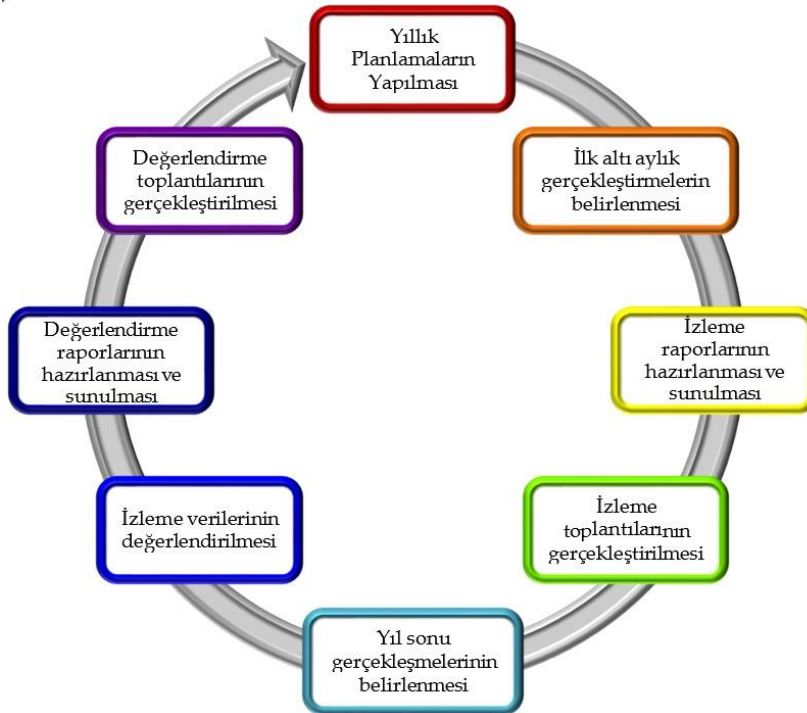 Yıllık
Planlamaların
Yapılması
İlk altı aylık
gerçekleştirmelerin
belirlenmesi
İzleme
raporlarının
hazırlanması ve
sunulması
İzleme
toplantılarının
gerçekleştirilmesi
Yıl sonu
gerçekleşmelerinin
belirlenmesi
İzleme verilerinin
değerlendirilmesi
Değerlendirme
raporlarının
hazırlanması ve
sunulması
Değerlendirme
toplantılarının
gerçekleştirilmesi